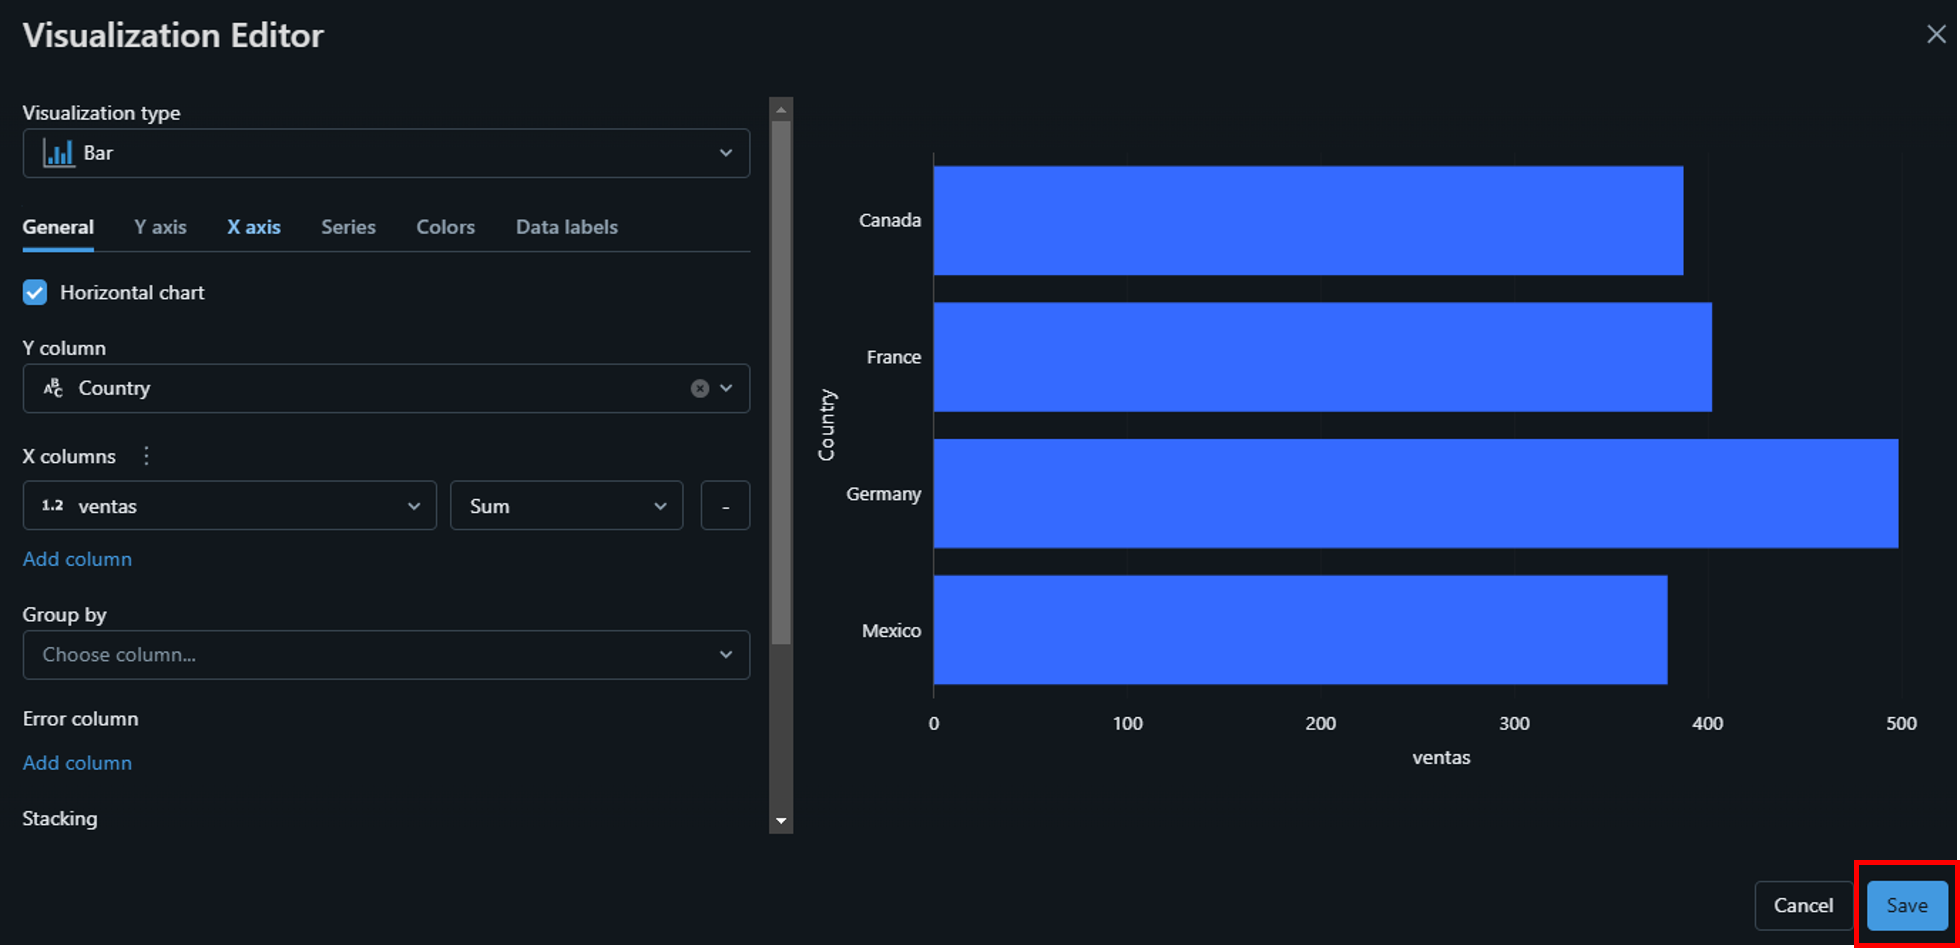 Visualization Editor
Visualization type
Bar
General Y axis X axis Series Colors Data labels
Horizontal chart
Y column
ABC Country
X columns
1.2 ventas Sum -
Add column
Group by
Choose column...
Error column
Add column
Stacking
Country
Canada
France
Germany
Mexico
0 100 200 300 400 500
ventas
Cancel Save